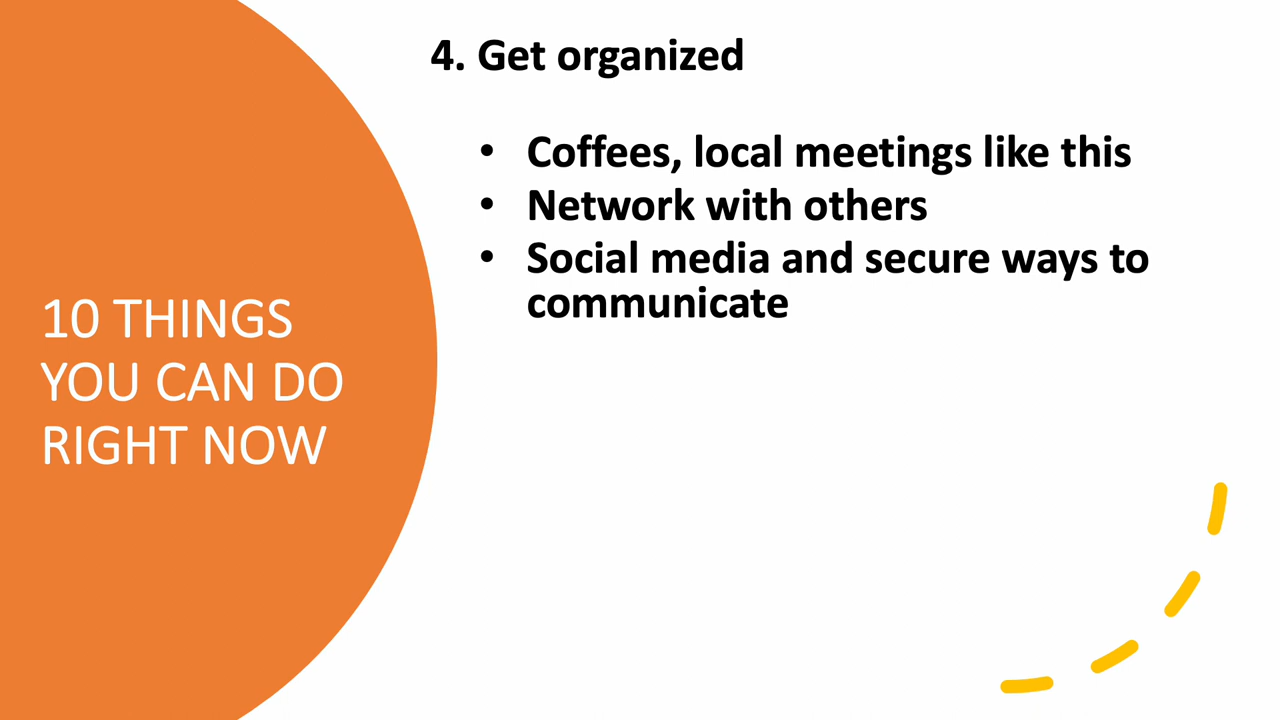 10 THINGS
YOU CAN DO
RIGHT NOW
4. Get organized
• Coffees, local meetings like this
• Network with others
• Social media and secure ways to
communicate